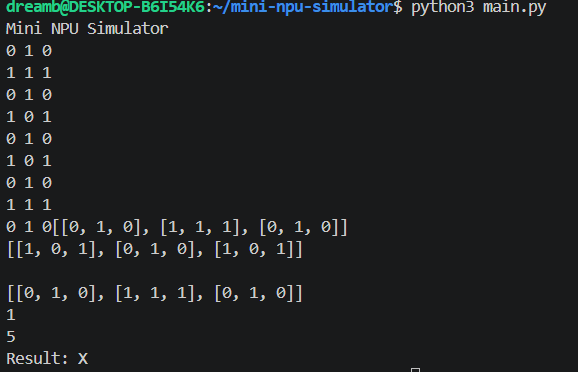 dreamb@DESKTOP-B6I54K6:~/mini-npu-simulator$ python3 main.py
Mini NPU Simulator
0 1 0
1 1 1
0 1 0
1 0 1
0 1 0
1 0 1
0 1 0
1 1 1
0 1 0[[0, 1, 0], [1, 1, 1], [0, 1, 0]]
[[1, 0, 1], [0, 1, 0], [1, 0, 1]]
[[0, 1, 0], [1, 1, 1], [0, 1, 0]]
1
5
Result: X